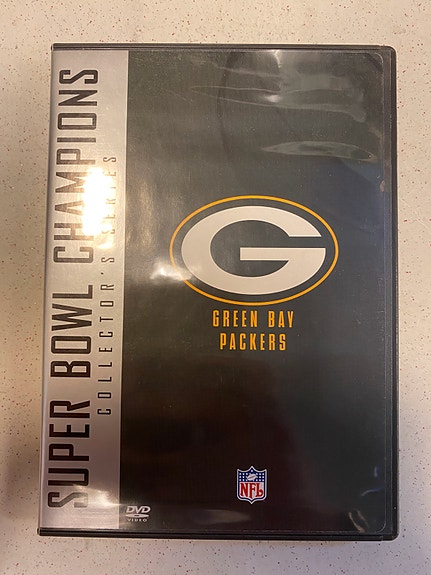 SUPER BOWL CHAMPIONS
COLLECTOR'S SERIES
G
GREEN BAY
PACKERS
NFL
DVD
VIDEO